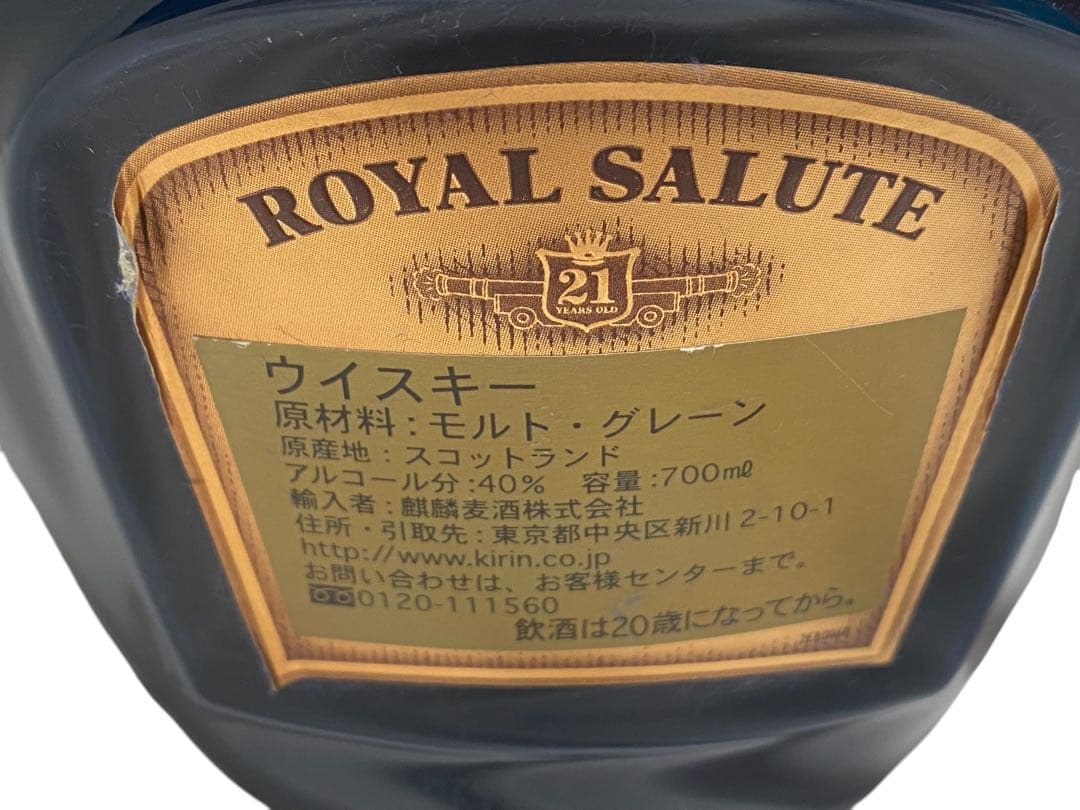 ROYAL SALUTE
21
YEARS OLD
ウイスキー
原材料:モルト・グレーン
原産地:スコットランド
アルコール分:40% 容量:700mℓ
輸入者:麒麟麦酒株式会社
住所・引取先:東京都中央区新川2-10-1
http://www.kirin.co.jp
お問い合わせは、お客様センターまで。
0120-111560
飲酒は20歳になってから。